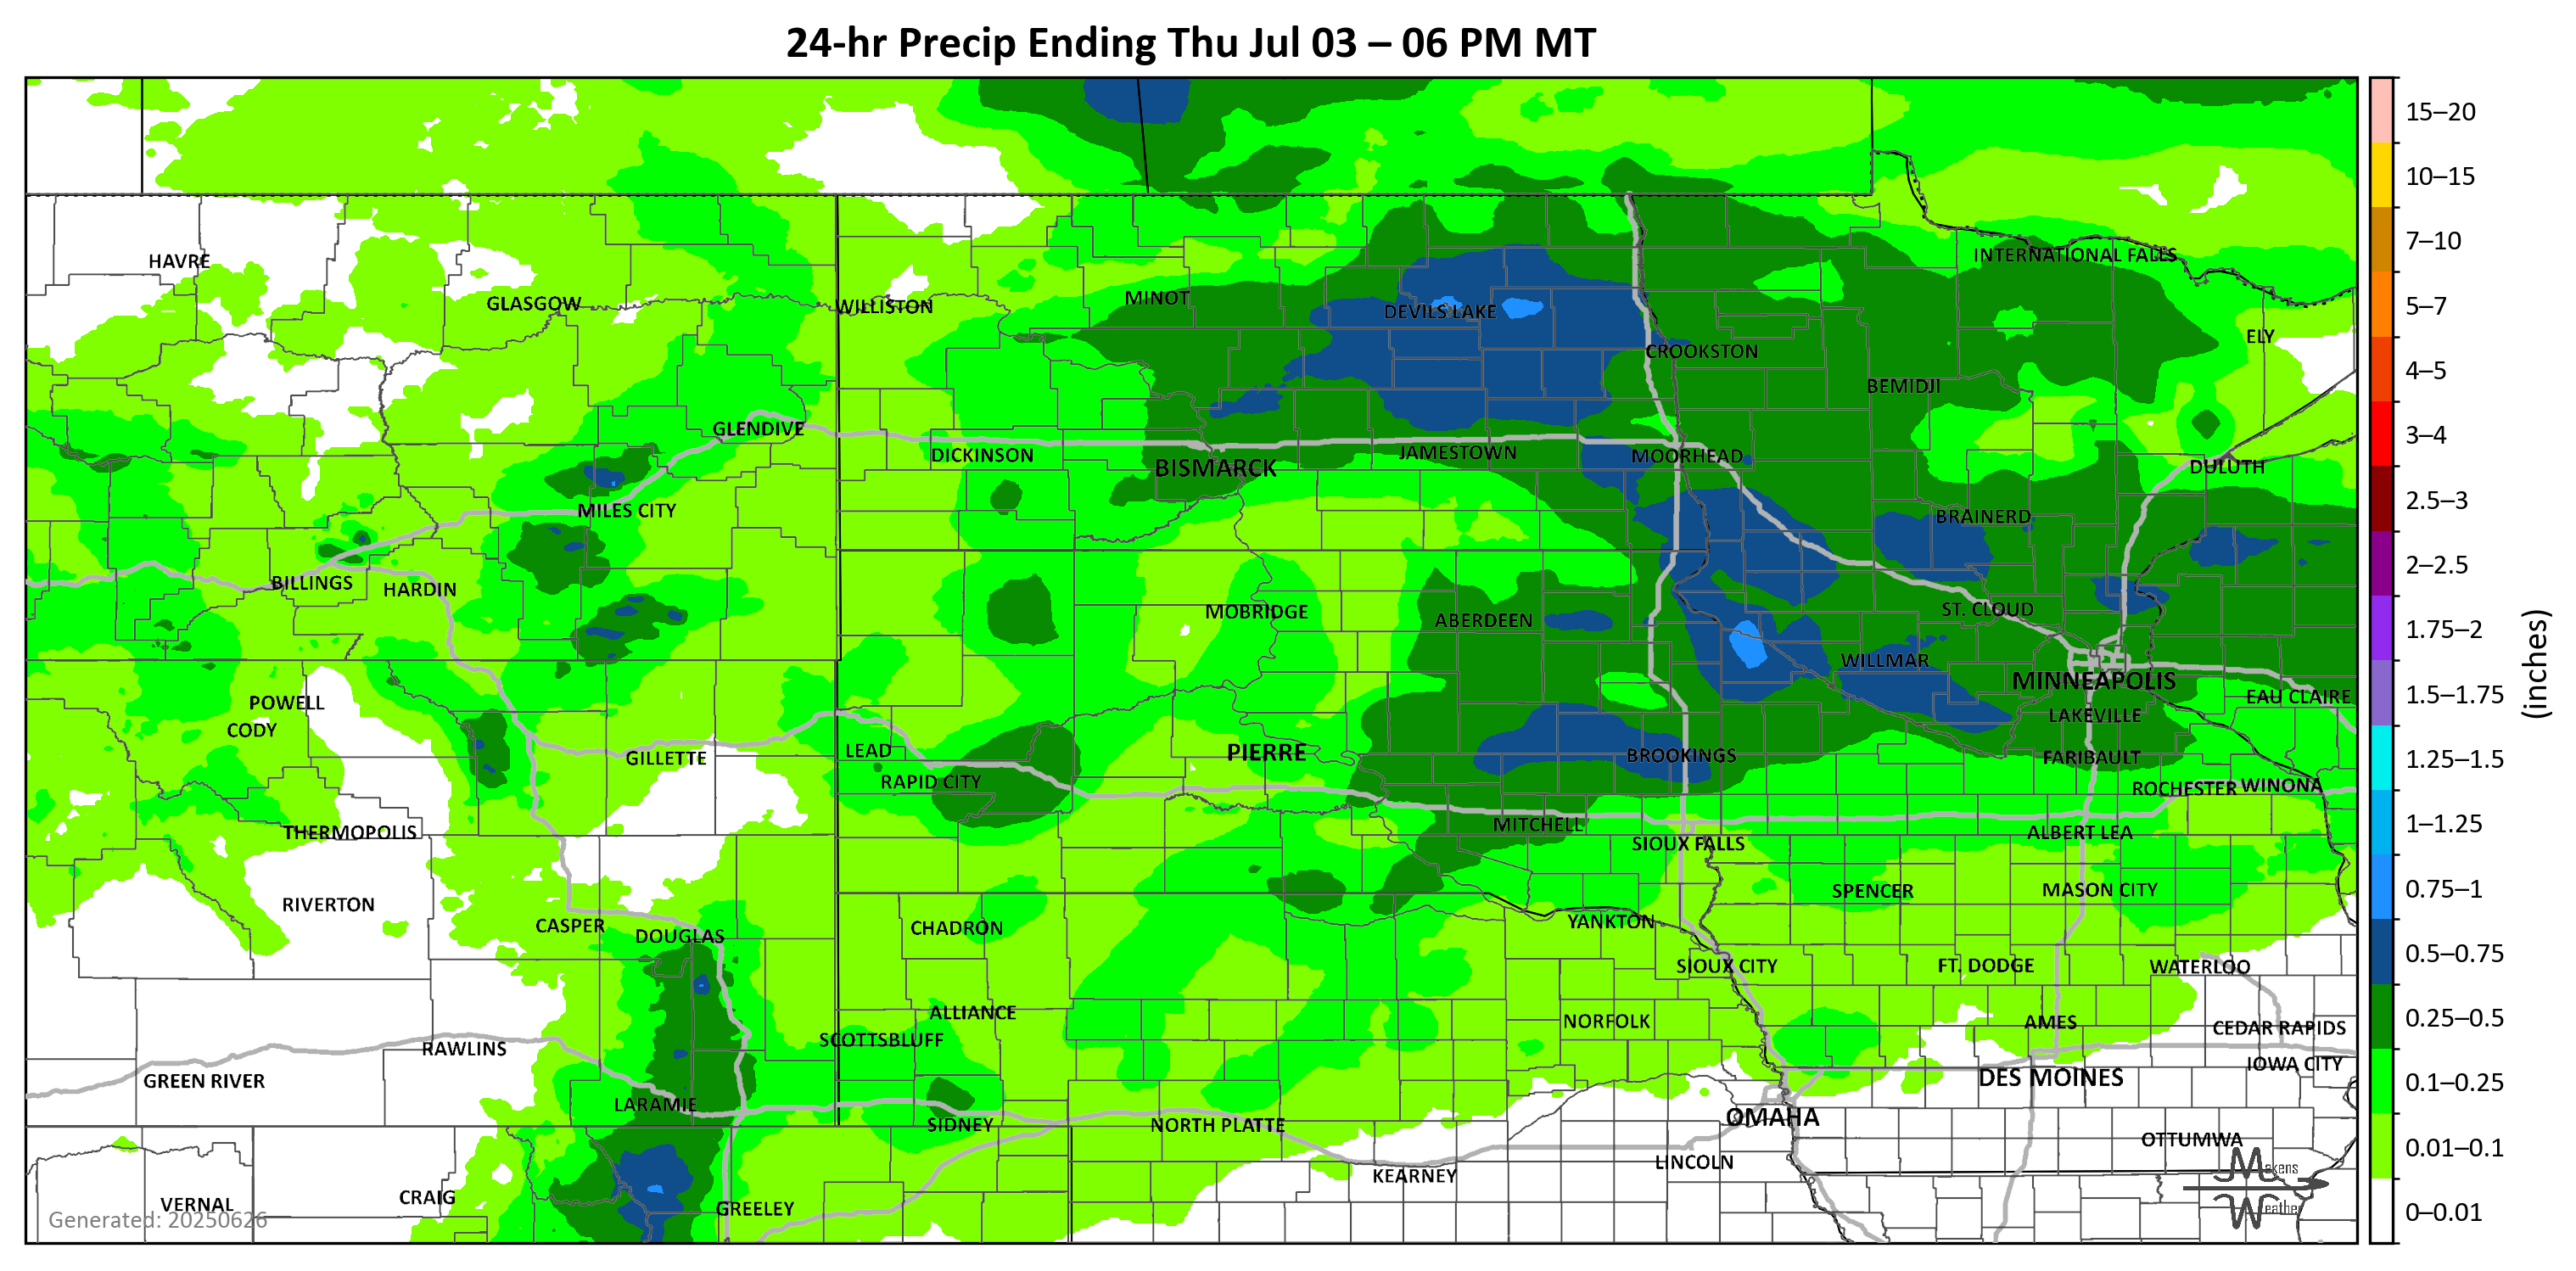 24-hr Precip Ending Thu Jul 03 – 06 PM MT
15–20
10–15
7–10
5–7
4–5
3–4
2.5–3
2–2.5
1.75–2
1.5–1.75
1.25–1.5
1–1.25
0.75–1
0.5–0.75
0.25–0.5
0.1–0.25
0.01–0.1
0–0.01
(inches)
HAVRE
INTERNATIONAL FALLS
GLASGOW
WILLISTON
MINOT
DEVILS LAKE
ELY
CROOKSTON
BEMIDJI
GLENDIVE
DICKINSON
BISMARCK
JAMESTOWN
MOORHEAD
DULUTH
MILES CITY
BRAINERD
BILLINGS
HARDIN
MOBRIDGE
ABERDEEN
ST. CLOUD
WILLMAR
MINNEAPOLIS
EAU CLAIRE
POWELL
CODY
LAKEVILLE
GILLETTE
LEAD
PIERRE
BROOKINGS
FARIBAULT
RAPID CITY
ROCHESTER
WINONA
THERMOPOLIS
MITCHELL
ALBERT LEA
SIOUX FALLS
RIVERTON
SPENCER
MASON CITY
CASPER
DOUGLAS
CHADRON
YANKTON
SIOUX CITY
FT. DODGE
WATERLOO
ALLIANCE
NORFOLK
AMES
CEDAR RAPIDS
SCOTTSBLUFF
RAWLINS
IOWA CITY
GREEN RIVER
DES MOINES
LARAMIE
SIDNEY
NORTH PLATTE
OMAHA
OTTUMWA
LINCOLN
KEARNEY
VERNAL
CRAIG
GREELEY
Generated: 20250626
Makens
Weather